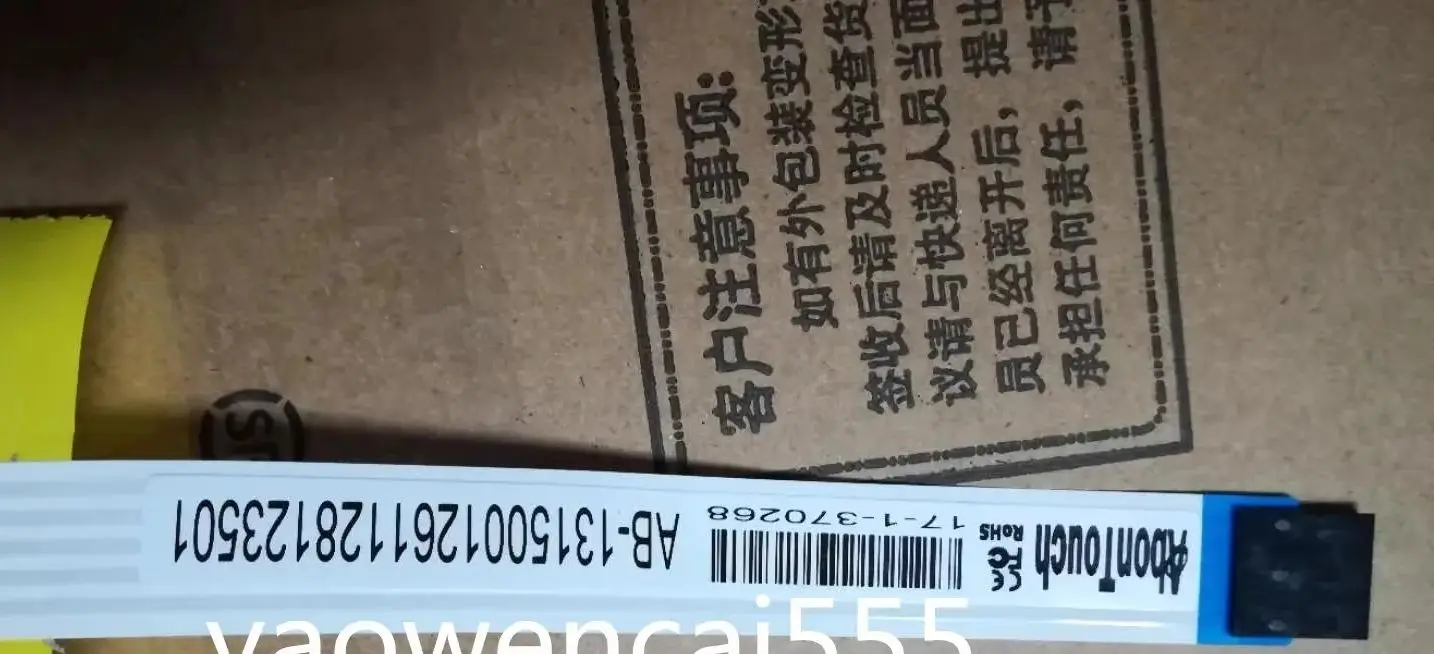 客户注意事项:
如有外包装变形
签收后请及时检查货
议请与快递人员当面
员已经离开后，提出
承担任何责任，请
AbonTouch
RoHS
17-1-370268
AB-1315001261128123501
yaowencai555